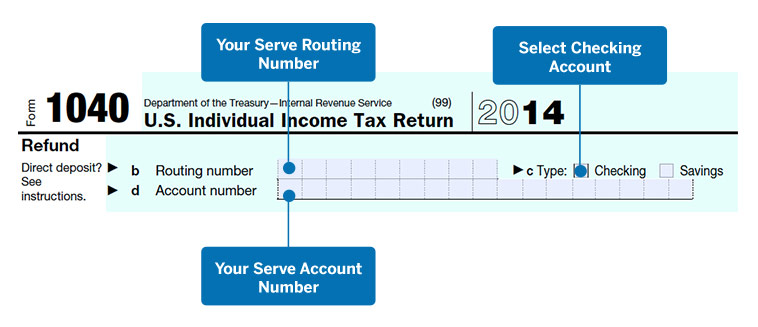 Your Serve Routing
Number
Select Checking
Account
Form 1040 Department of the Treasury—Internal Revenue Service (99)
U.S. Individual Income Tax Return 2014
Refund
Direct deposit? ▶ b Routing number ▶ c Type: Checking Savings
See
instructions. ▶ d Account number
Your Serve Account
Number